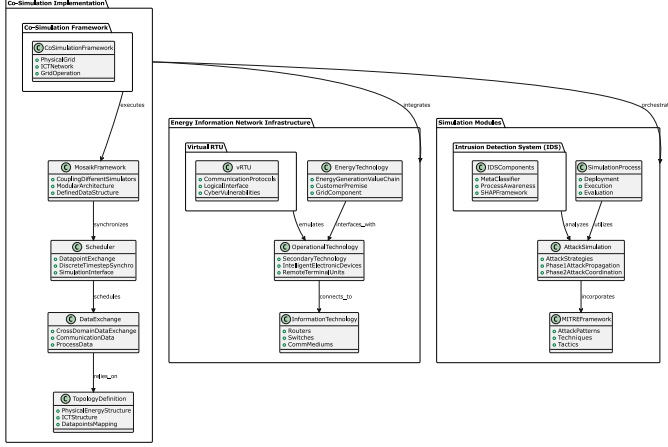 Co-Simulation Implementation
Co-Simulation Framework
C CoSimulationFramework
PhysicalGrid
ICTNetwork
GridOperation
executes
integrates
orchestrat
C MosaikFramework
CouplingDifferentSimulators
ModularArchitecture
DefinedDataStructure
synchronizes
C Scheduler
DatapointExchange
DiscreteTimestepSynchro
SimulationInterface
schedules
C DataExchange
CrossDomainDataExchange
CommunicationData
ProcessData
relies_on
C TopologyDefinition
PhysicalEnergyStructure
ICTStructure
DatapointsMapping
Energy Information Network Infrastructure
Virtual RTU
C vRTU
CommunicationProtocols
LogicalInterface
CyberVulnerabilities
C EnergyTechnology
EnergyGenerationValueChain
CustomerPremise
GridComponent
emulates
interfaces_with
C OperationalTechnology
SecondaryTechnology
IntelligentElectronicDevices
RemoteTerminalUnits
connects_to
C InformationTechnology
Routers
Switches
CommMediums
Simulation Modules
Intrusion Detection System (IDS)
C IDSComponents
MetaClassifier
ProcessAwareness
SHAPFramework
C SimulationProcess
Deployment
Execution
Evaluation
analyzes
utilizes
C AttackSimulation
AttackStrategies
Phase1AttackPropagation
Phase2AttackCoordination
incorporates
C MITREFramework
AttackPatterns
Techniques
Tactics